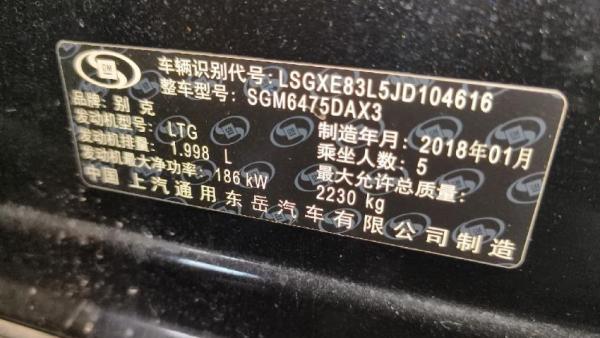 车辆识别代号: LSGXE83L5JD104616
整车型号: SGM6475DAX3
品牌: 别克
发动机型号: LTG 制造年月: 2018年01月
发动机排量: 1.998 L 乘坐人数: 5
发动机最大净功率: 186 kW 最大允许总质量:
2230 kg
中国 上汽通用东岳汽车有限公司制造